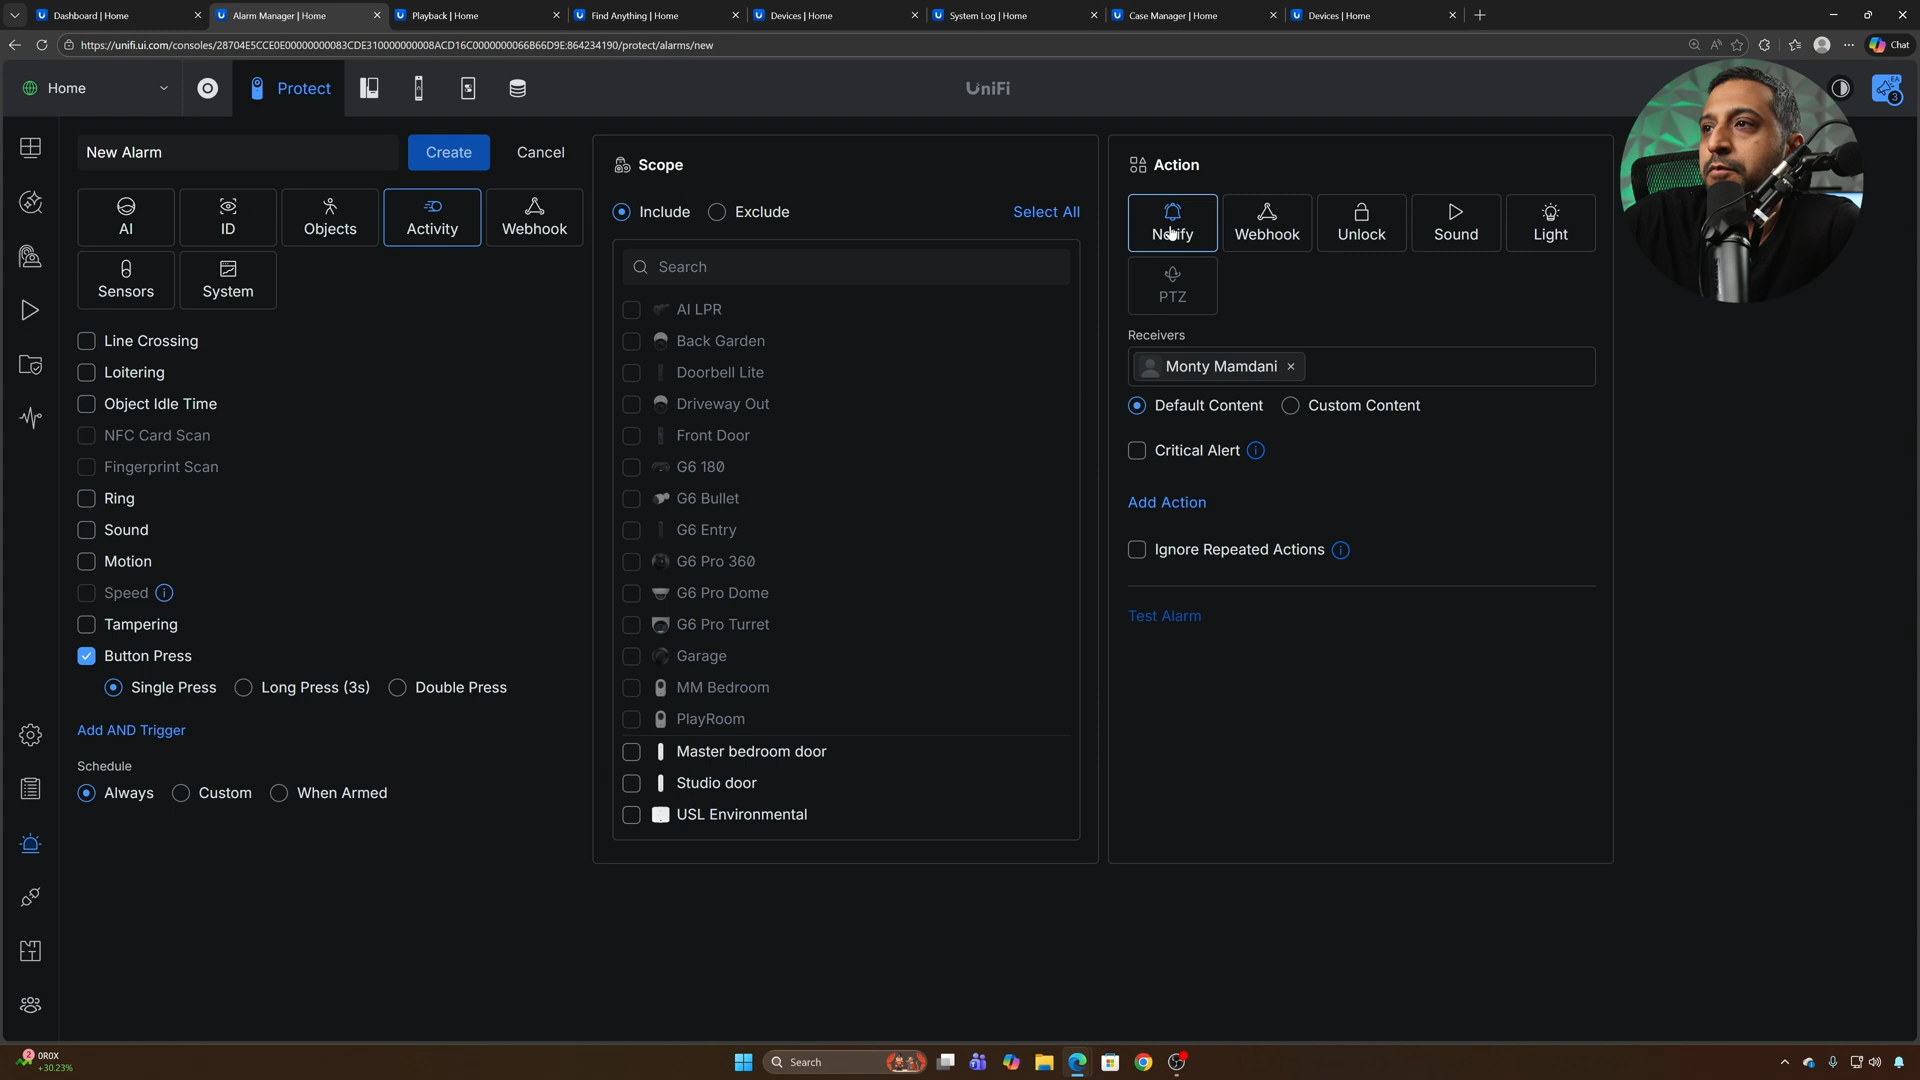 Dashboard | Home
Alarm Manager | Home
Playback | Home
Find Anything | Home
Devices | Home
System Log | Home
Case Manager | Home
Devices | Home
https://unifi.ui.com/consoles/28704E5CCE0E00000000083CDE310000000008ACD16C0000000066B66D9E:864234190/protect/alarms/new
Chat
Home
Protect
UniFi
EA
3
New Alarm
Create
Cancel
AI
ID
Objects
Activity
Webhook
Sensors
System
Line Crossing
Loitering
Object Idle Time
NFC Card Scan
Fingerprint Scan
Ring
Sound
Motion
Speed
Tampering
Button Press
Single Press
Long Press (3s)
Double Press
Add AND Trigger
Schedule
Always
Custom
When Armed
Scope
Include
Exclude
Select All
Search
AI LPR
Back Garden
Doorbell Lite
Driveway Out
Front Door
G6 180
G6 Bullet
G6 Entry
G6 Pro 360
G6 Pro Dome
G6 Pro Turret
Garage
MM Bedroom
PlayRoom
Master bedroom door
Studio door
USL Environmental
Action
Notify
Webhook
Unlock
Sound
Light
PTZ
Receivers
Monty Mamdani
Default Content
Custom Content
Critical Alert
Add Action
Ignore Repeated Actions
Test Alarm
2
0R0X
+30.23%
Search